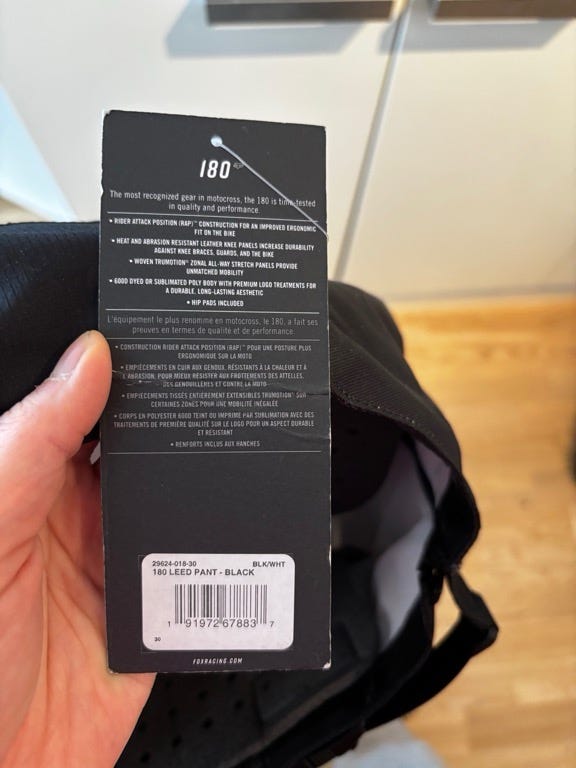 180
The most recognized gear in motocross, the 180 is time-tested
in quality and performance.
• RIDER ATTACK POSITION (RAP)™ CONSTRUCTION FOR AN IMPROVED ERGONOMIC
FIT ON THE BIKE
• HEAT AND ABRASION RESISTANT LEATHER KNEE PANELS INCREASE DURABILITY
AGAINST KNEE BRACES, GUARDS, AND THE BIKE
• WOVEN TRUMOTION® ZONAL ALL-WAY STRETCH PANELS PROVIDE
UNMATCHED MOBILITY
• 600D DYED OR SUBLIMATED POLY BODY WITH PREMIUM LOGO TREATMENTS FOR
A DURABLE, LONG-LASTING AESTHETIC
• HIP PADS INCLUDED
L'équipement le plus renommé en motocross, le 180, a fait ses
preuves en termes de qualité et de performance.
• CONSTRUCTION RIDER ATTACK POSITION (RAP)™ POUR UNE POSTURE PLUS
ERGONOMIQUE SUR LA MOTO
• EMPIÈCEMENTS EN CUIR AUX GENOUX, RÉSISTANTS À LA CHALEUR ET À
L'ABRASION, POUR MIEUX RÉSISTER AUX FROTTEMENTS DES ATTELLES,
DES GENOUILLÈRES ET CONTRE LA MOTO
• EMPIÈCEMENTS TISSÉS ENTIÈREMENT EXTENSIBLES TRUMOTION® SUR
CERTAINES ZONES POUR UNE MOBILITÉ INÉGALÉE
• CORPS EN POLYESTER 600D TEINT OU IMPRIMÉ PAR SUBLIMATION AVEC DES
TRAITEMENTS DE PREMIÈRE QUALITÉ SUR LE LOGO POUR UN ASPECT DURABLE
ET RÉSISTANT
• RENFORTS INCLUS AUX HANCHES
29624-018-30 BLK/WHT
180 LEED PANT - BLACK
1 91972 67883 7
30
FOXRACING.COM